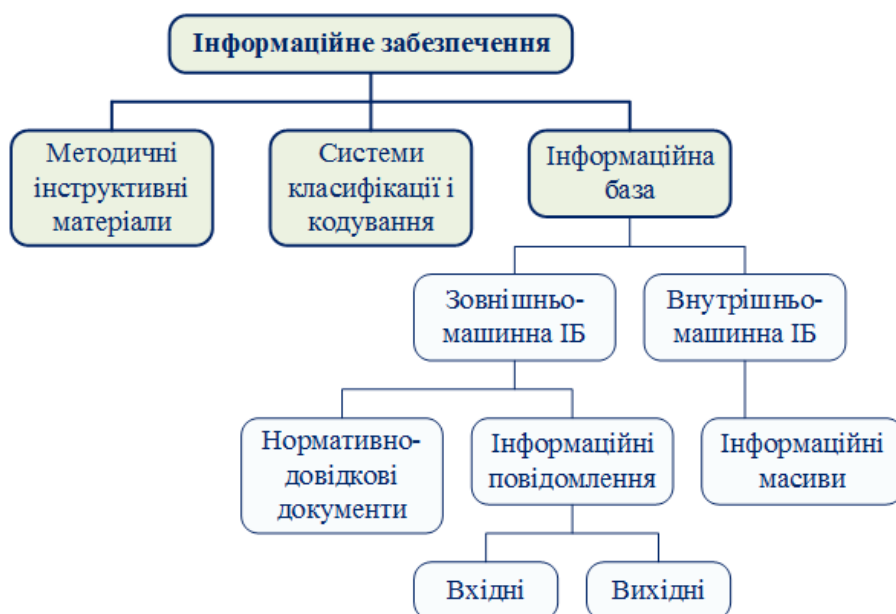 Інформаційне забезпечення
Методичні
інструктивні
матеріали
Системи
класифікації і
кодування
Інформаційна
база
Зовнішньо-
машинна ІБ
Внутрішньо-
машинна ІБ
Нормативно-
довідкові
документи
Інформаційні
повідомлення
Інформаційні
масиви
Вхідні
Вихідні